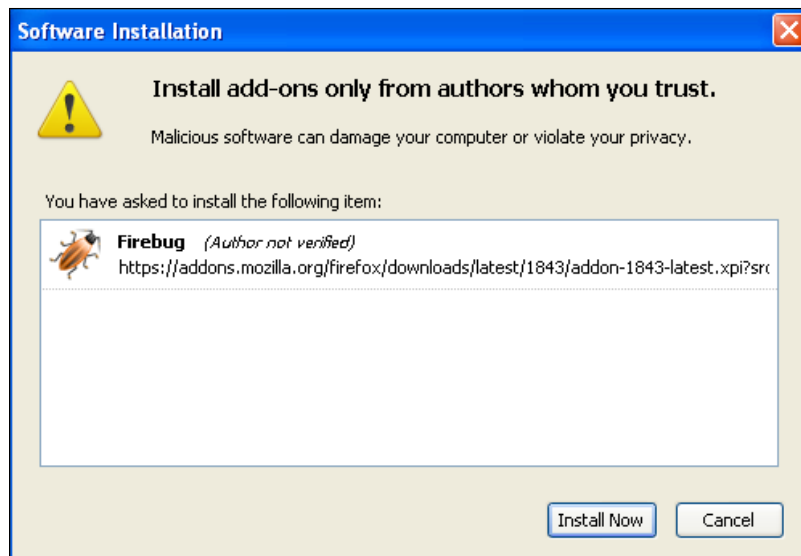 Software Installation
Install add-ons only from authors whom you trust.
Malicious software can damage your computer or violate your privacy.
You have asked to install the following item:
Firebug (Author not verified)
https://addons.mozilla.org/firefox/downloads/latest/1843/addon-1843-latest.xpi?src
Install Now Cancel